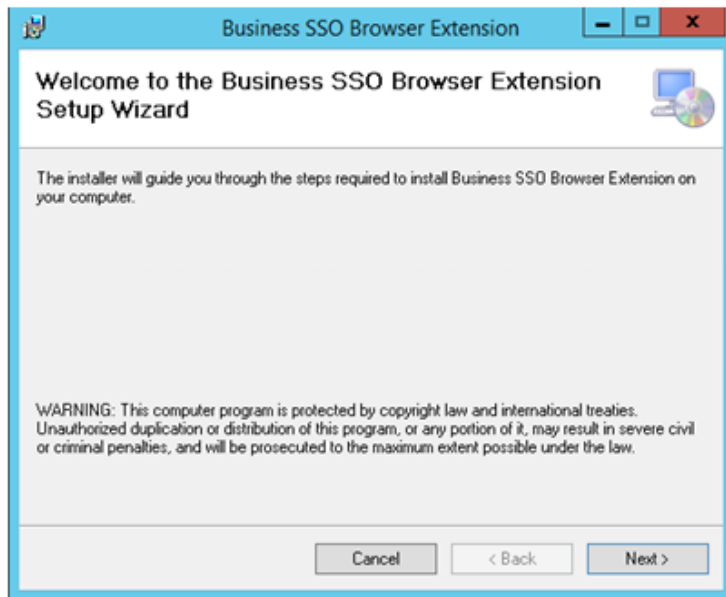 Business SSO Browser Extension
Welcome to the Business SSO Browser Extension
Setup Wizard
The installer will guide you through the steps required to install Business SSO Browser Extension on
your computer.
WARNING: This computer program is protected by copyright law and international treaties.
Unauthorized duplication or distribution of this program, or any portion of it, may result in severe civil
or criminal penalties, and will be prosecuted to the maximum extent possible under the law.
Cancel < Back Next >